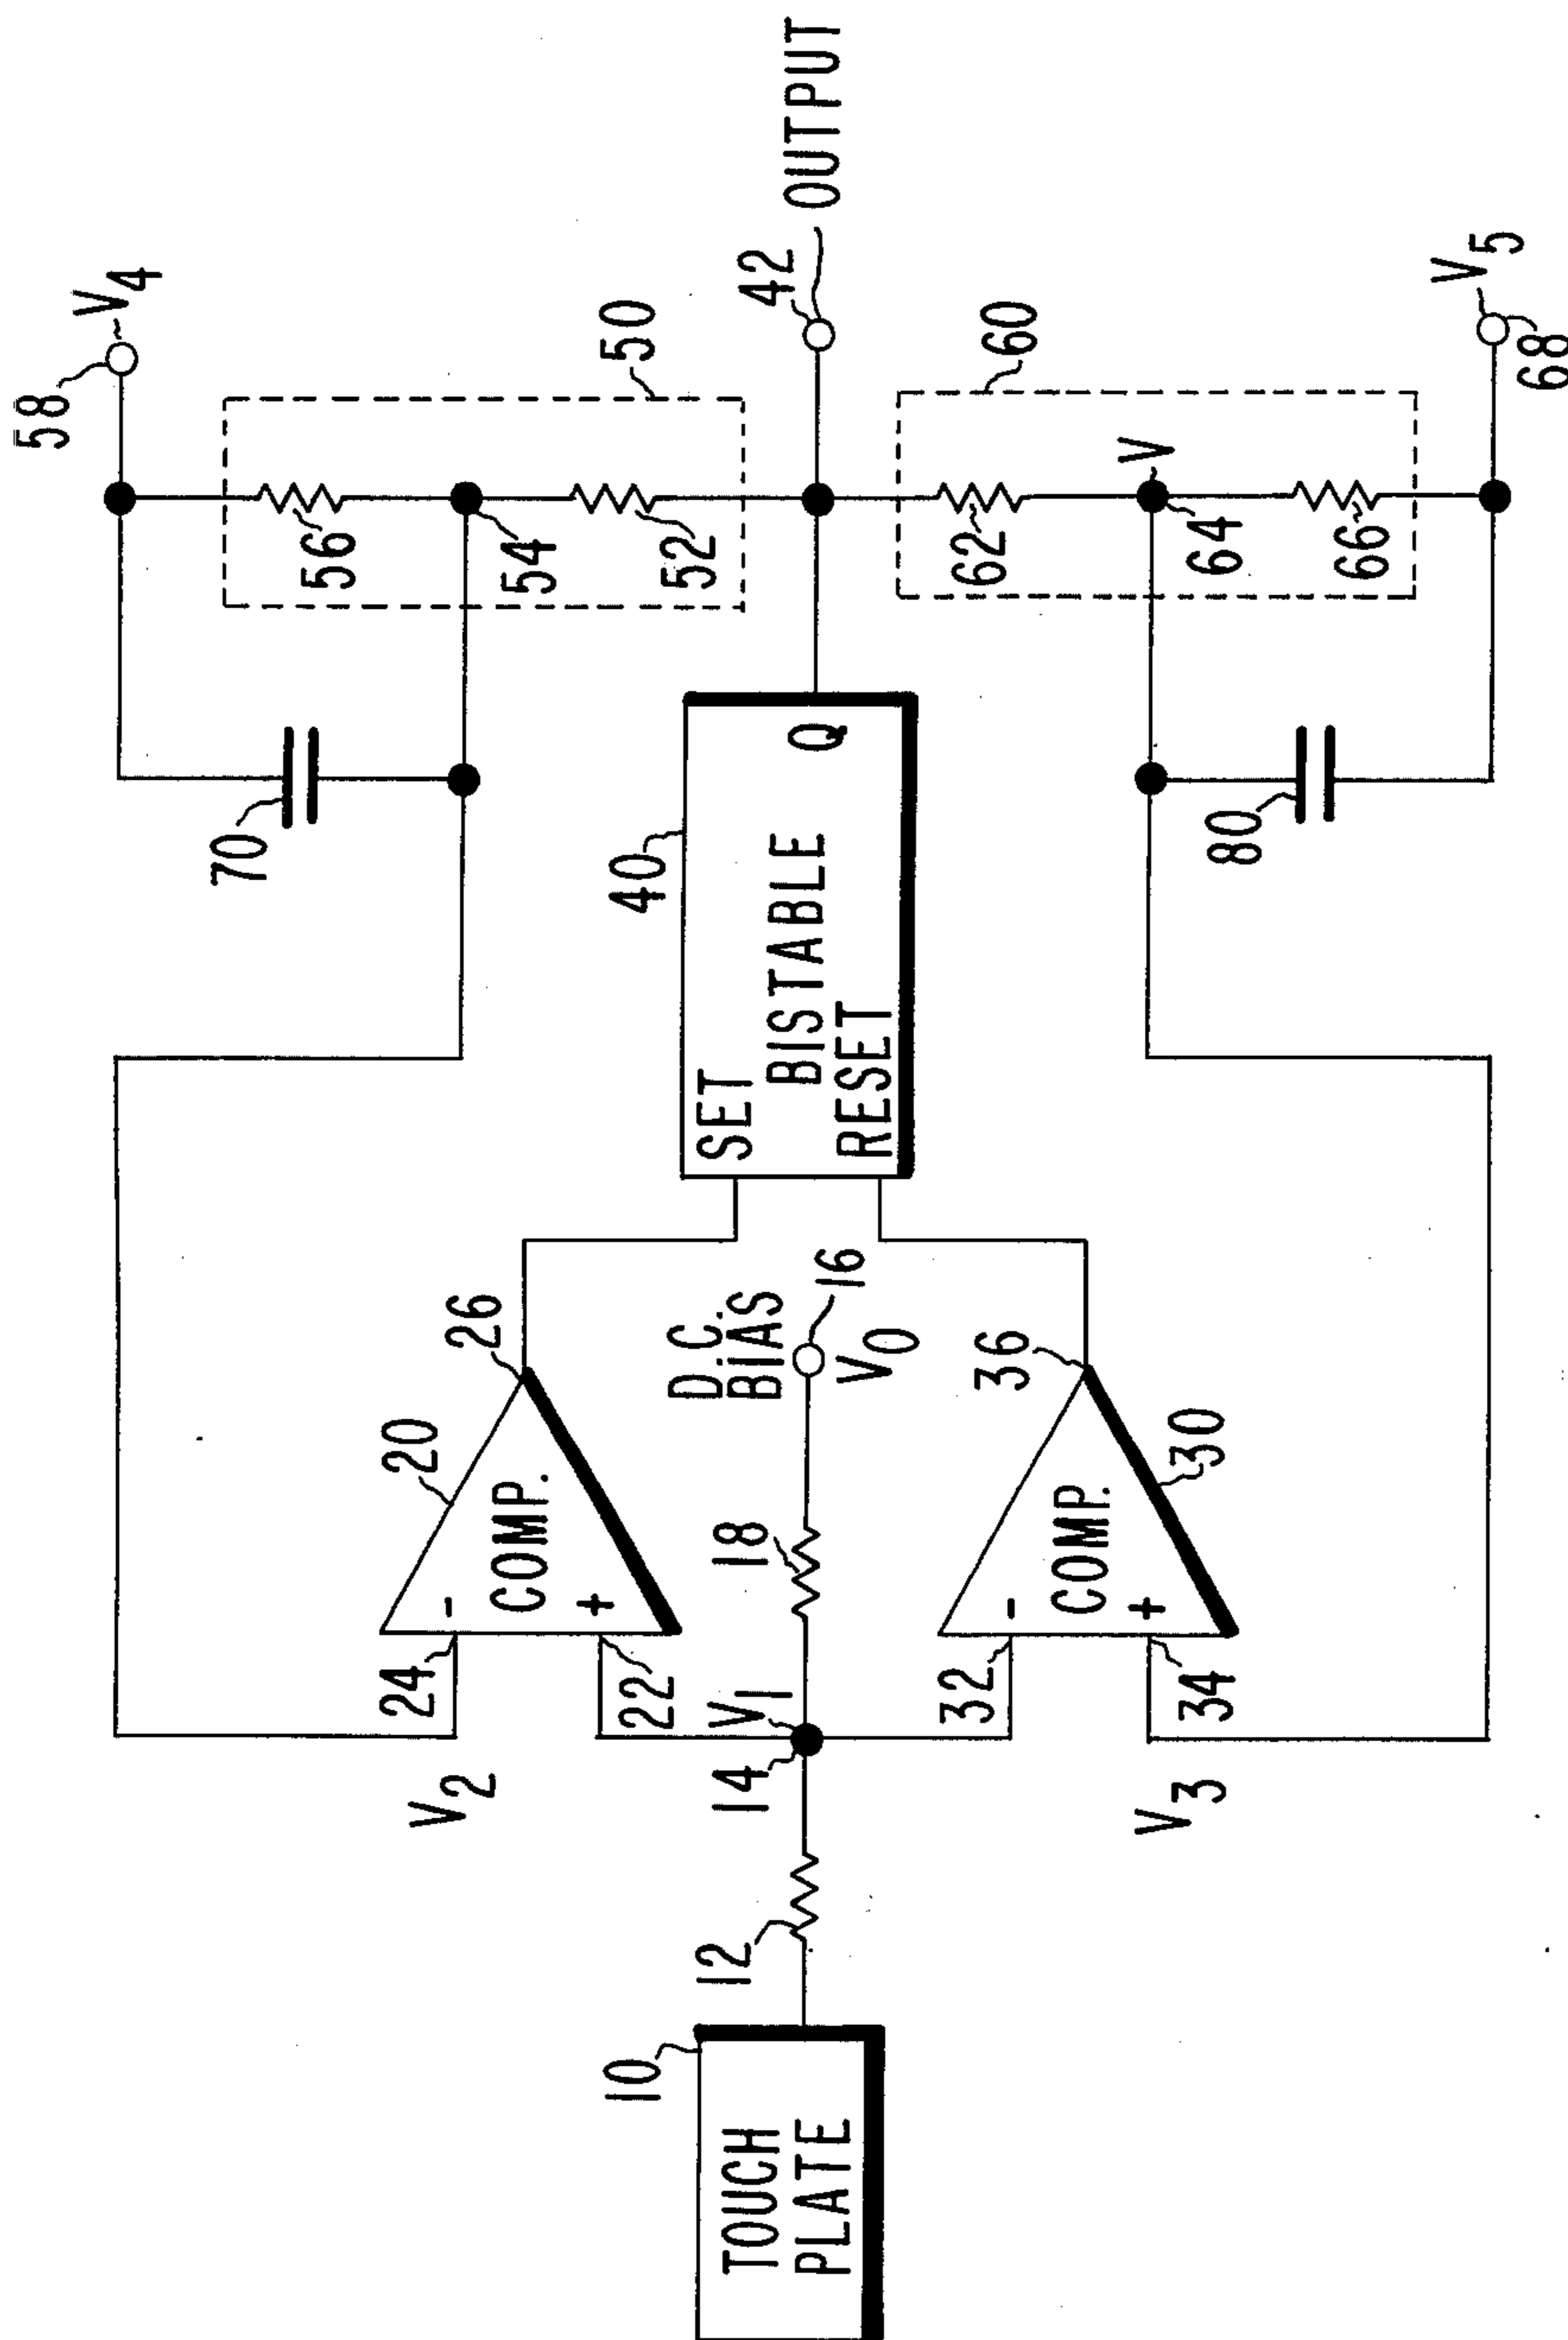 58
V4
70
56
54
52
50
V2
24
22
20
COMP.
-
+
26
40
SET
BISTABLE
RESET
Q
42
OUTPUT
10
TOUCH
PLATE
12
14
V1
18
D.C.
BIAS
16
V0
V3
32
34
-
COMP.
+
30
36
60
62
V
64
66
80
V5
68